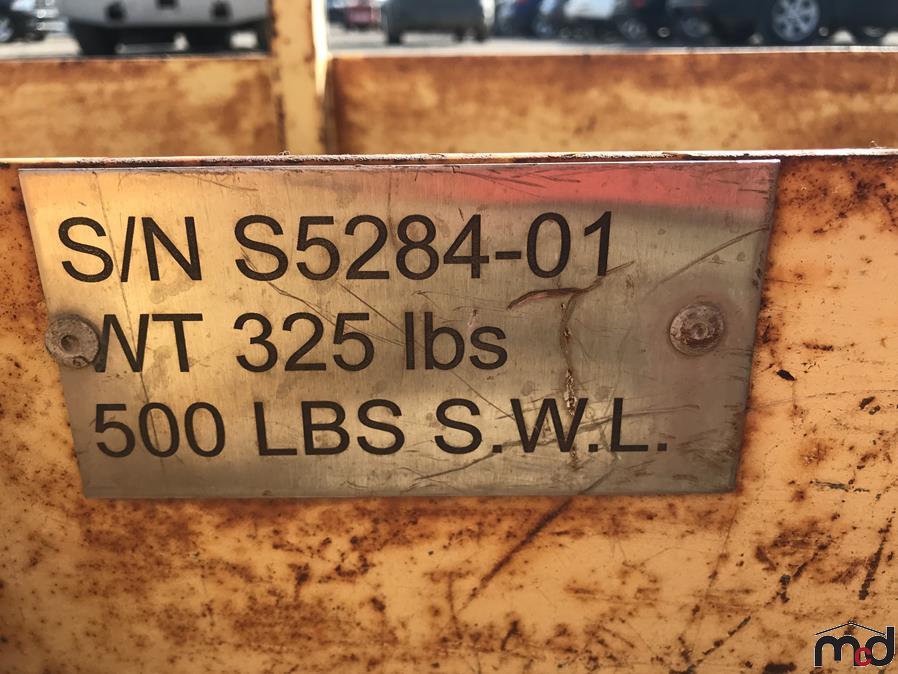 S/N S5284-01
WT 325 lbs
500 LBS S.W.L.
mcd